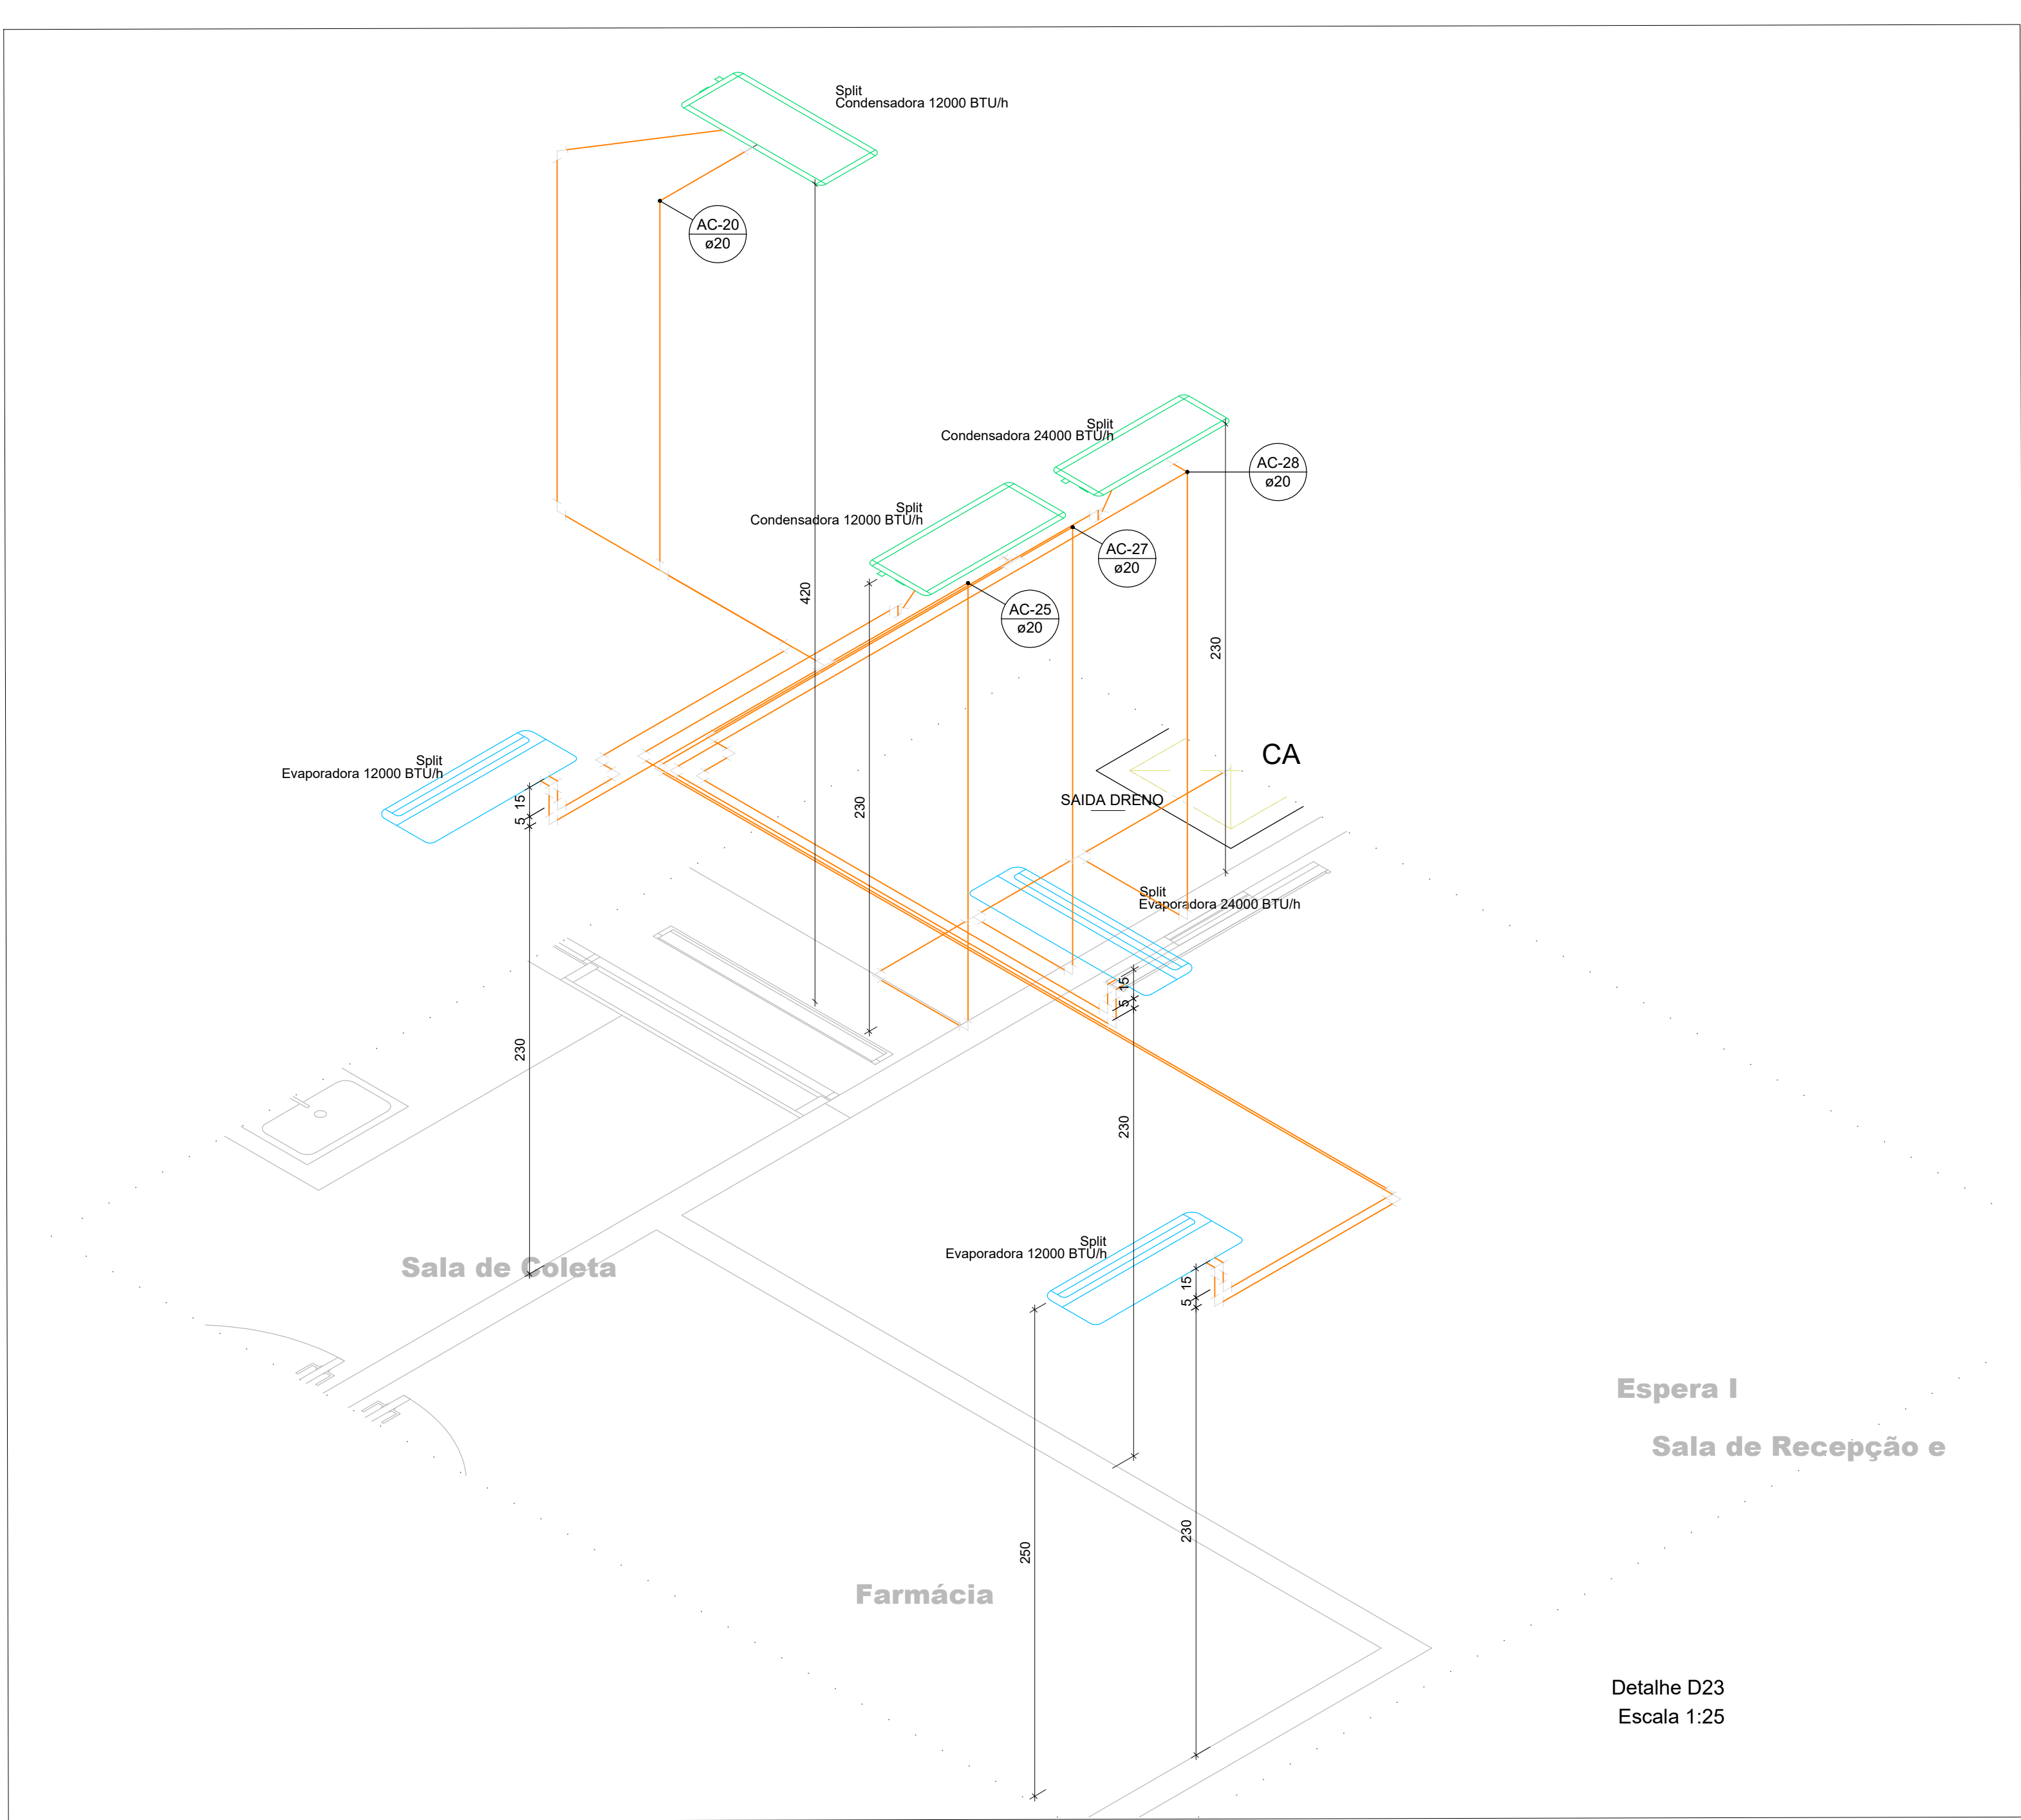 Split
Condensadora 12000 BTU/h
AC-20
ø20
Split
Condensadora 24000 BTU/h
AC-28
ø20
Split
Condensadora 12000 BTU/h
AC-27
ø20
420
AC-25
ø20
230
CA
Split
Evaporadora 12000 BTU/h
15
5
230
SAIDA DRENO
Split
Evaporadora 24000 BTU/h
15
5
230
230
Split
Evaporadora 12000 BTU/h
Sala de Coleta
15
5
Espera I
Sala de Recepção e
230
250
Farmácia
Detalhe D23
Escala 1:25